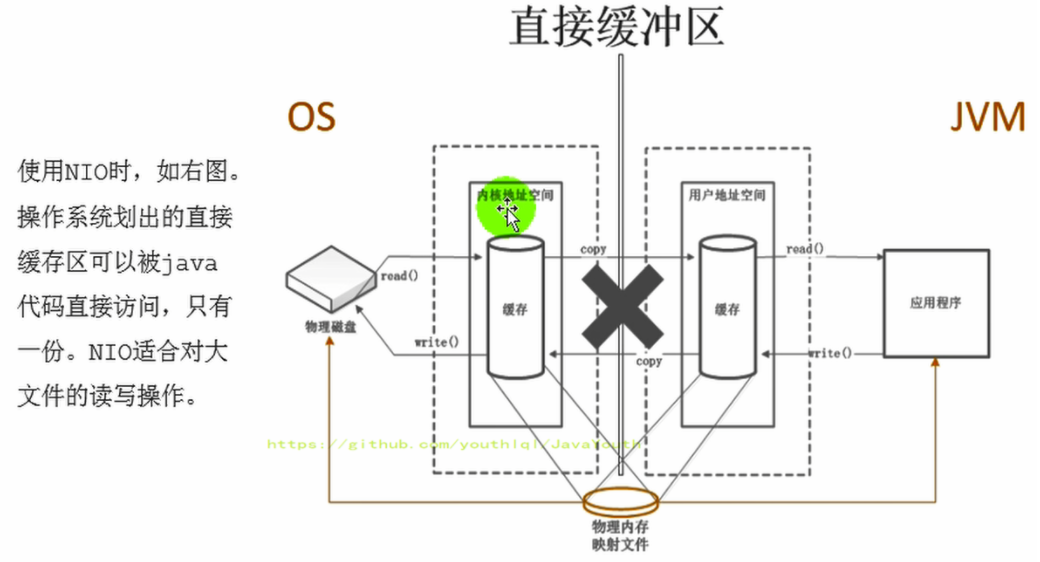 直接缓冲区
OS
JVM
使用NIO时，如右图。
操作系统划出的直接
缓存区可以被java
代码直接访问，只有
一份。NIO适合对大
文件的读写操作。
内核地址空间
用户地址空间
copy
read()
read()
物理磁盘
缓存
缓存
应用程序
write()
copy
write()
https://github.com/youthlql/JavaYouth
物理内存
映射文件